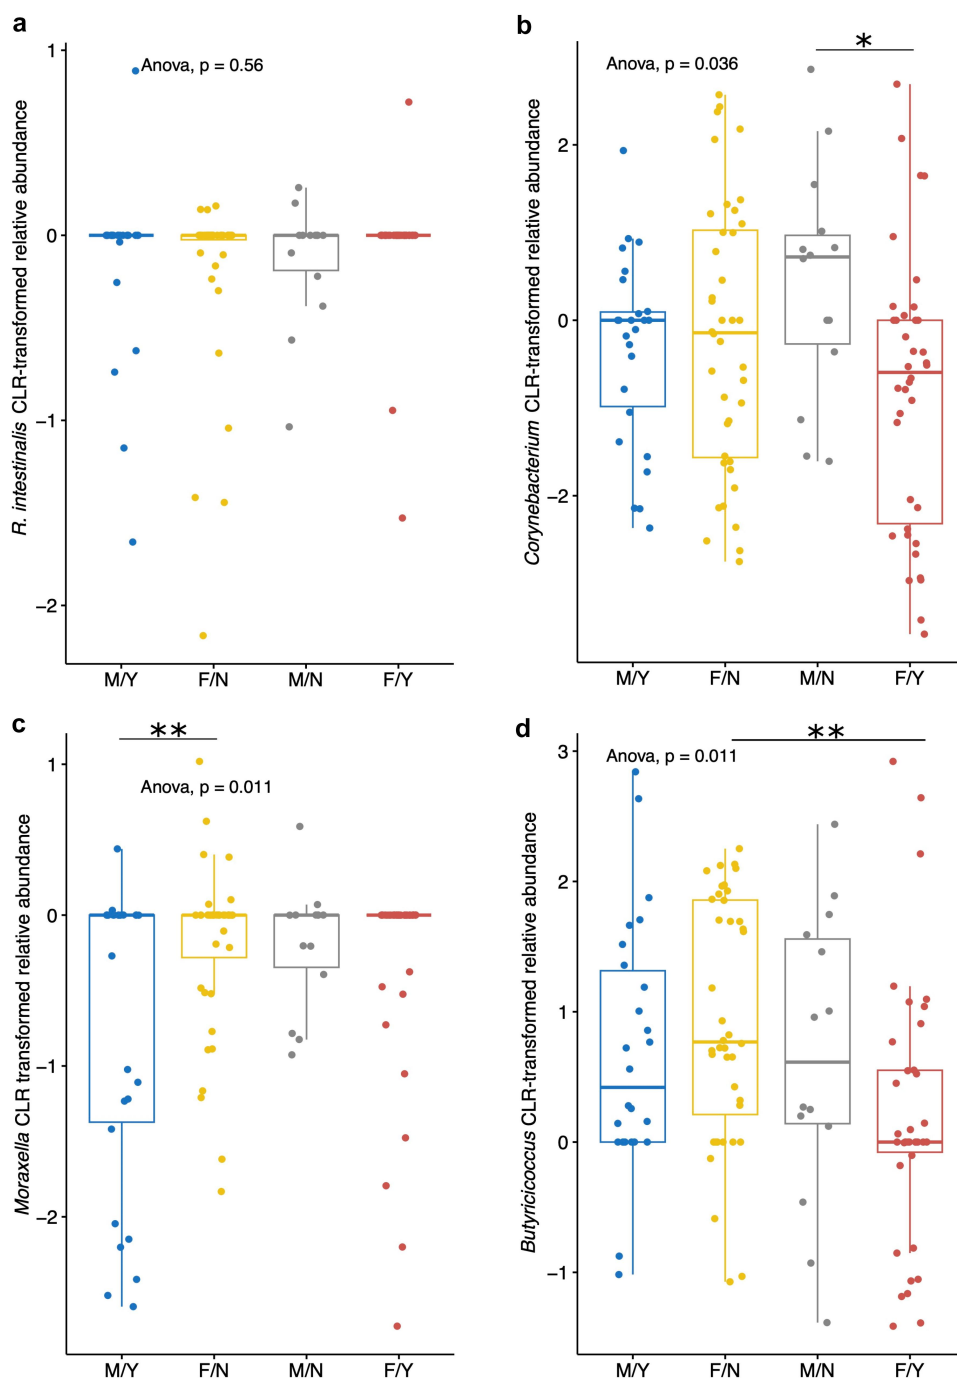 a
Anova, p = 0.56
R. intestinalis CLR-transformed relative abundance
1
0
−1
−2
M/Y F/N M/N F/Y
b
*
Anova, p = 0.036
Corynebacterium CLR-transformed relative abundance
2
0
−2
M/Y F/N M/N F/Y
c
**
Anova, p = 0.011
Moraxella CLR transformed relative abundance
1
0
−1
−2
M/Y F/N M/N F/Y
d
**
Anova, p = 0.011
Butyricicoccus CLR-transformed relative abundance
3
2
1
0
−1
M/Y F/N M/N F/Y